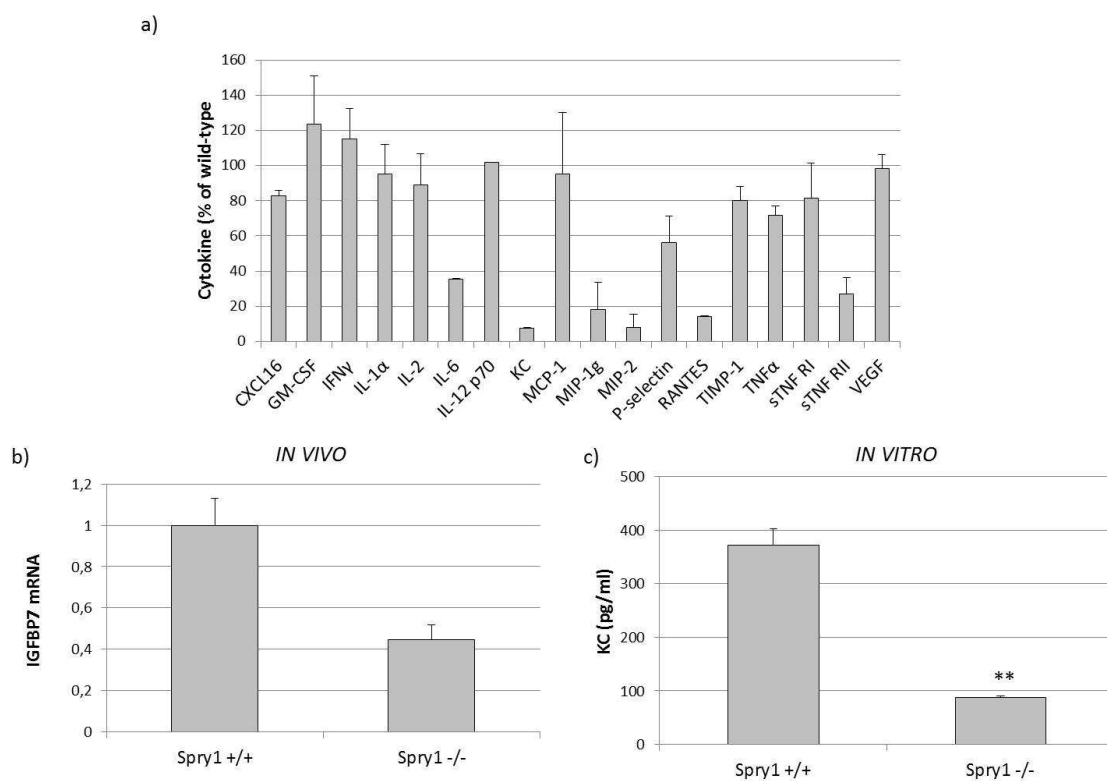 a)
160
140
120
100
80
60
40
20
0
Cytokine (% of wild-type
CXCL16
GM-CSF
IFNγ
IL-1α
IL-2
IL-6
IL-12 p70
KC
MCP-1
MIP-1g
MIP-2
P-selectin
RANTES
TIMP-1
TNFα
sTNF RI
sTNF RII
VEGF
b)
IN VIVO
1,2
1
0,8
0,6
0,4
0,2
0
IGFBP7 mRNA
Spry1 +/+
Spry1 -/-
c)
IN VITRO
500
400
300
200
100
0
KC (pg/ml)
**
Spry1 +/+
Spry1 -/-